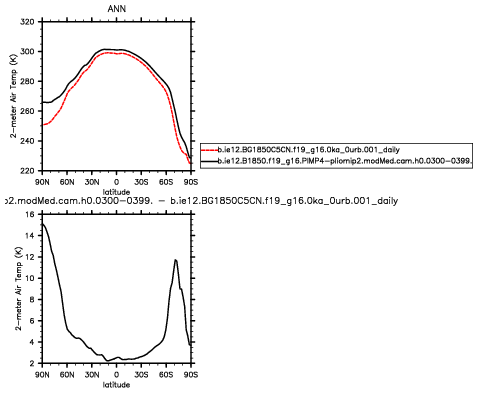 ANN
320
300
280
260
240
220
2-meter Air Temp (K)
90N 60N 30N 0 30S 60S 90S
latitude
b.ie12.BG1850C5CN.f19_g16.0ka_0urb.001_daily
b.ie12.B1850.f19_g16.PlMP4-pliomip2.modMed.cam.h0.0300-0399.
p2.modMed.cam.h0.0300-0399. - b.ie12.BG1850C5CN.f19_g16.0ka_0urb.001_daily
16
14
12
10
8
6
4
2
2-meter Air Temp (K)
90N 60N 30N 0 30S 60S 90S
latitude